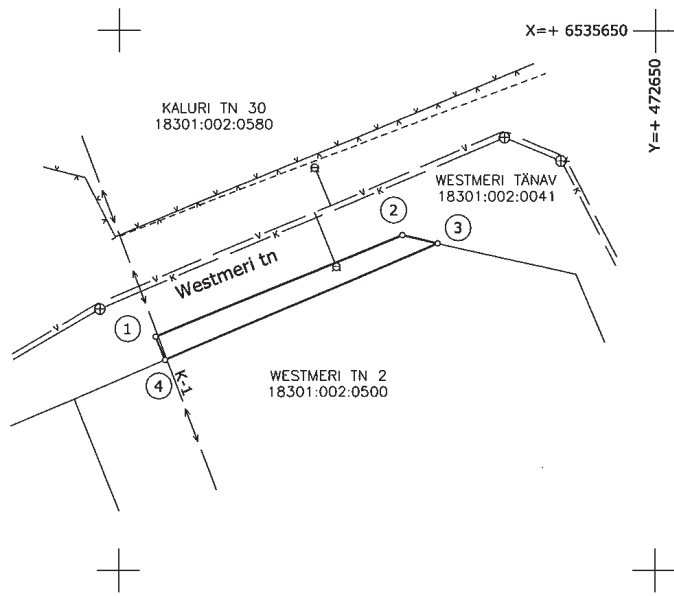 X=+ 6535650
Y=+ 472650
KALURI TN 30
18301:002:0580
WESTMERI TÄNAV
18301:002:0041
2
3
Westmeri tn
V
K
V
K
V
K
V
K
1
4
K-1
WESTMERI TN 2
18301:002:0500